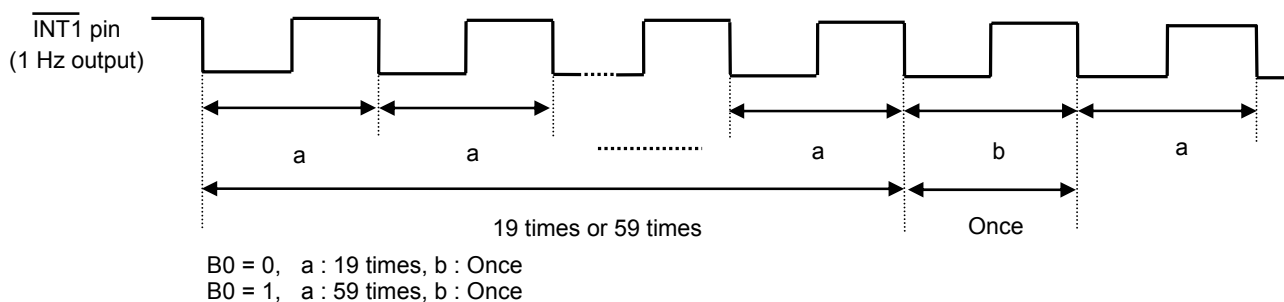 INT1 pin
(1 Hz output)
a
a
a
b
a
19 times or 59 times
Once
B0 = 0, a : 19 times, b : Once
B0 = 1, a : 59 times, b : Once